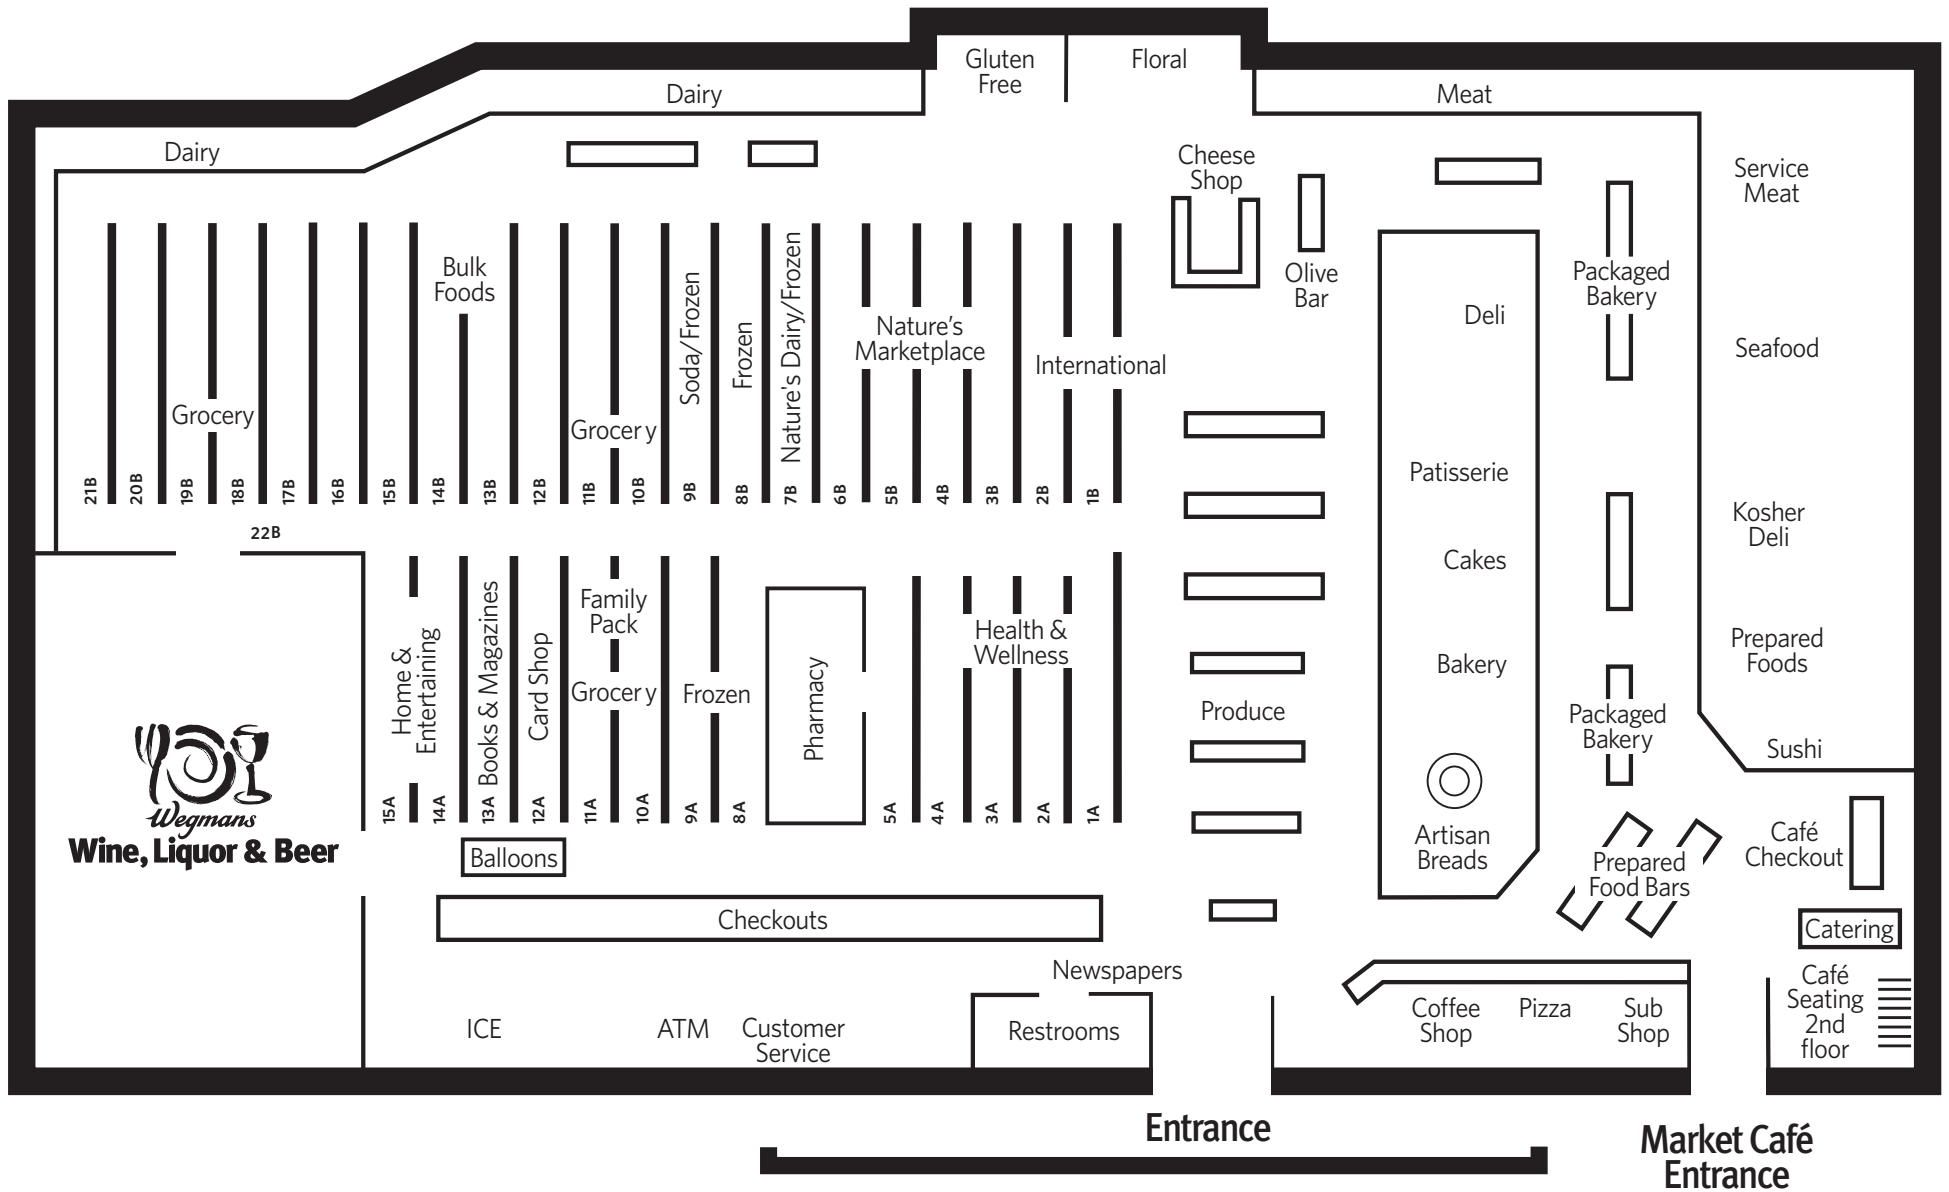 Gluten
Free
Floral
Dairy
Meat
Dairy
Cheese
Shop
Service
Meat
Bulk
Foods
Olive
Bar
Packaged
Bakery
Deli
Soda/Frozen
Frozen
Nature's Dairy/Frozen
Nature's
Marketplace
International
Seafood
Grocery
Grocery
Patisserie
21B
20B
19B
18B
17B
16B
15B
14B
13B
12B
11B
10B
9B
8B
7B
6B
5B
4B
3B
2B
1B
22B
Kosher
Deli
Cakes
Family
Pack
Health &
Wellness
Prepared
Foods
Home &
Entertaining
Books & Magazines
Card Shop
Grocery
Frozen
Pharmacy
Bakery
Produce
Packaged
Bakery
Sushi
15A
14A
13A
12A
11A
10A
9A
8A
5A
4A
3A
2A
1A
Wegmans
Wine, Liquor & Beer
Balloons
Artisan
Breads
Prepared
Food Bars
Café
Checkout
Checkouts
Catering
Newspapers
ICE
ATM
Customer
Service
Restrooms
Coffee
Shop
Pizza
Sub
Shop
Café
Seating
2nd
floor
Entrance
Market Café
Entrance